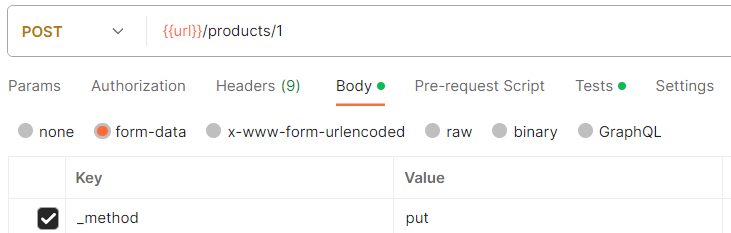 POST {{url}}/products/1
Params Authorization Headers (9) Body Pre-request Script Tests Settings
none form-data x-www-form-urlencoded raw binary GraphQL
Key Value
_method put